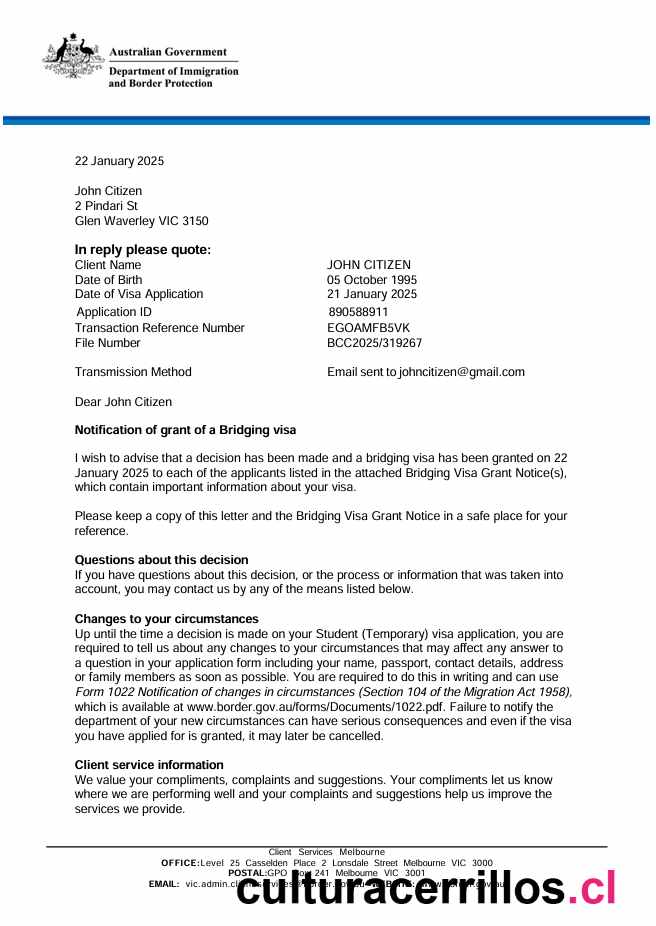 Australian Government
Department of Immigration
and Border Protection
22 January 2025
John Citizen
2 Pindari St
Glen Waverley VIC 3150
In reply please quote:
Client Name JOHN CITIZEN
Date of Birth 05 October 1995
Date of Visa Application 21 January 2025
Application ID 890588911
Transaction Reference Number EGOAMFB5VK
File Number BCC2025/319267
Transmission Method Email sent to johncitizen@gmail.com
Dear John Citizen
Notification of grant of a Bridging visa
I wish to advise that a decision has been made and a bridging visa has been granted on 22
January 2025 to each of the applicants listed in the attached Bridging Visa Grant Notice(s),
which contain important information about your visa.
Please keep a copy of this letter and the Bridging Visa Grant Notice in a safe place for your
reference.
Questions about this decision
If you have questions about this decision, or the process or information that was taken into
account, you may contact us by any of the means listed below.
Changes to your circumstances
Up until the time a decision is made on your Student (Temporary) visa application, you are
required to tell us about any changes to your circumstances that may affect any answer to
a question in your application form including your name, passport, contact details, address
or family members as soon as possible. You are required to do this in writing and can use
Form 1022 Notification of changes in circumstances (Section 104 of the Migration Act 1958),
which is available at www.border.gov.au/forms/Documents/1022.pdf. Failure to notify the
department of your new circumstances can have serious consequences and even if the visa
you have applied for is granted, it may later be cancelled.
Client service information
We value your compliments, complaints and suggestions. Your compliments let us know
where we are performing well and your complaints and suggestions help us improve the
services we provide.
Client Services Melbourne
OFFICE:Level 25 Casselden Place 2 Lonsdale Street Melbourne VIC 3000
POSTAL:GPO Box 241 Melbourne VIC 3001
EMAIL:
culturacerrillos.cl